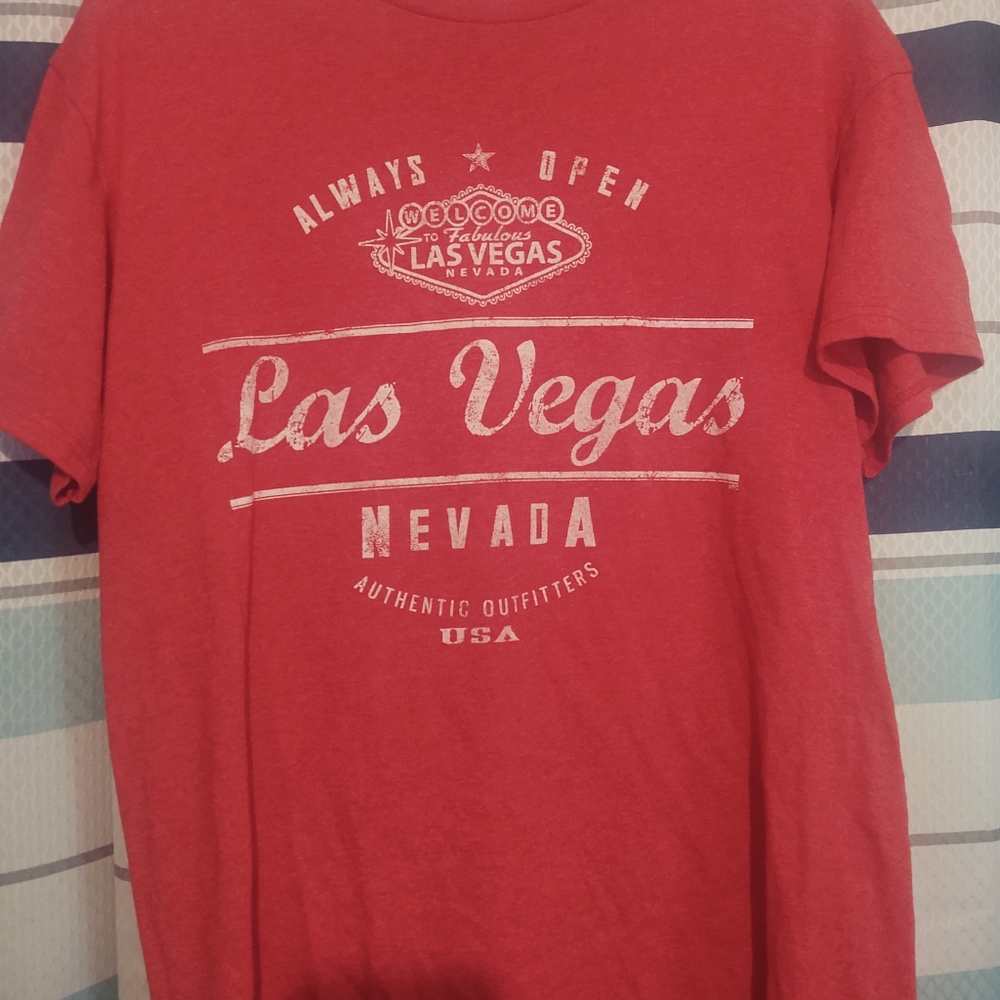 ALWAYS ★ OPEN
WELCOME
TO Fabulous
LAS VEGAS
NEVADA
Las Vegas
NEVADA
AUTHENTIC OUTFITTERS
USA